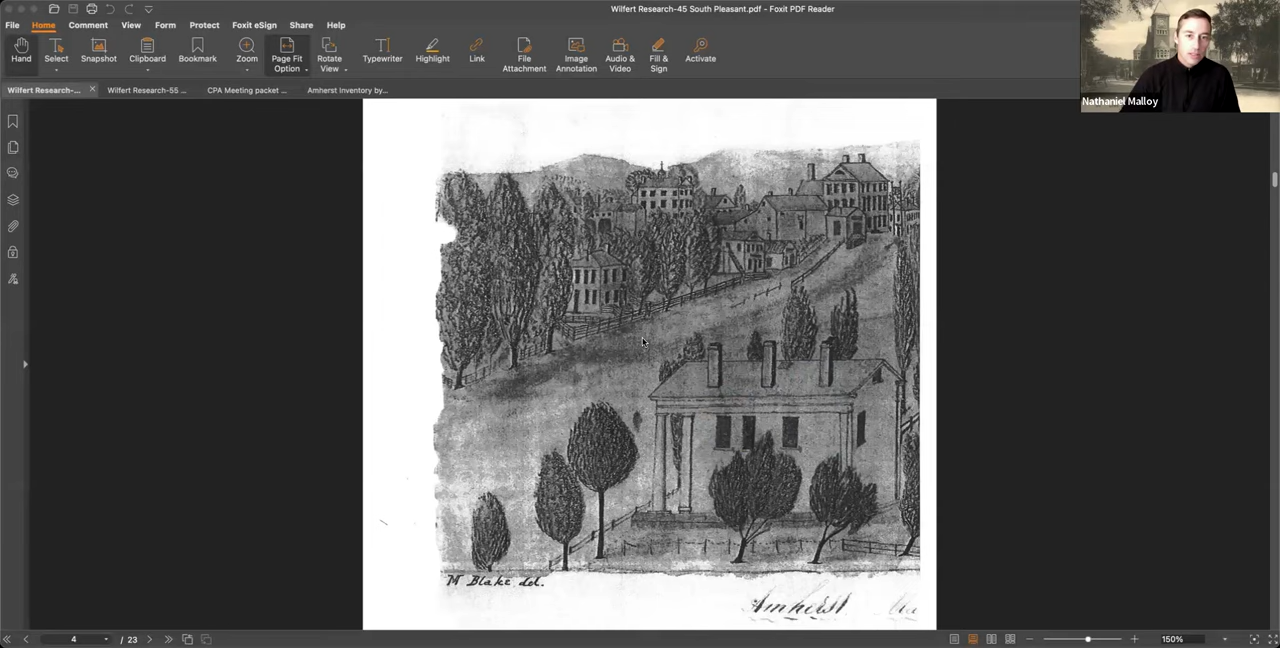 Wilfert Research-45 South Pleasant.pdf - Foxit PDF Reader
File Home Comment View Form Protect Foxit eSign Share Help
Hand Select Snapshot Clipboard Bookmark Zoom Page Fit Option Rotate View Typewriter Highlight Link File Attachment Image Annotation Audio & Video Fill & Sign Activate
Nathaniel Malloy
Wilfert Research-... Wilfert Research-55 ... CPA Meeting packet ... Amherst Inventory by...
M Blake. del.
Amherst
4 / 23 150%